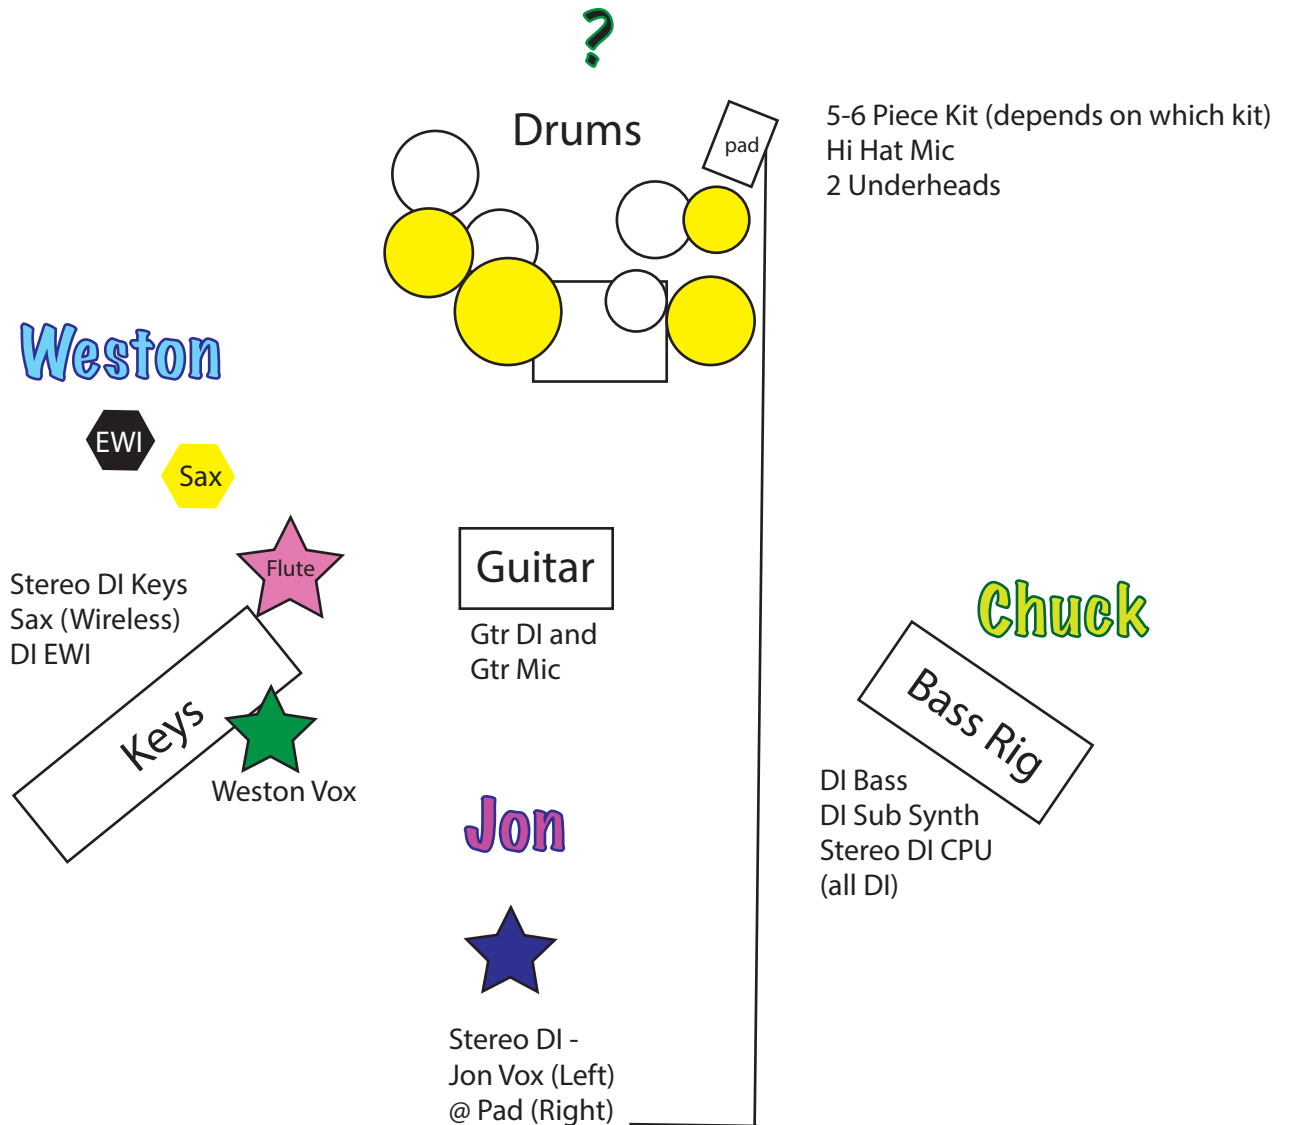 ?
Drums
pad
5-6 Piece Kit (depends on which kit)
Hi Hat Mic
2 Underheads
Weston
EWI
Sax
Flute
Stereo DI Keys
Sax (Wireless)
DI EWI
Keys
Weston Vox
Guitar
Gtr DI and
Gtr Mic
Chuck
Bass Rig
DI Bass
DI Sub Synth
Stereo DI CPU
(all DI)
Jon
Stereo DI -
Jon Vox (Left)
@ Pad (Right)